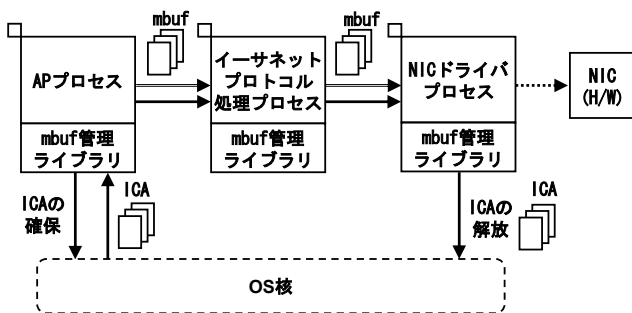 mbuf
mbuf
APプロセス
イーサネット
プロトコル
処理プロセス
NICドライバ
プロセス
NIC
(H/W)
mbuf管理
ライブラリ
mbuf管理
ライブラリ
mbuf管理
ライブラリ
ICAの
確保
ICA
ICAの
解放
ICA
OS核